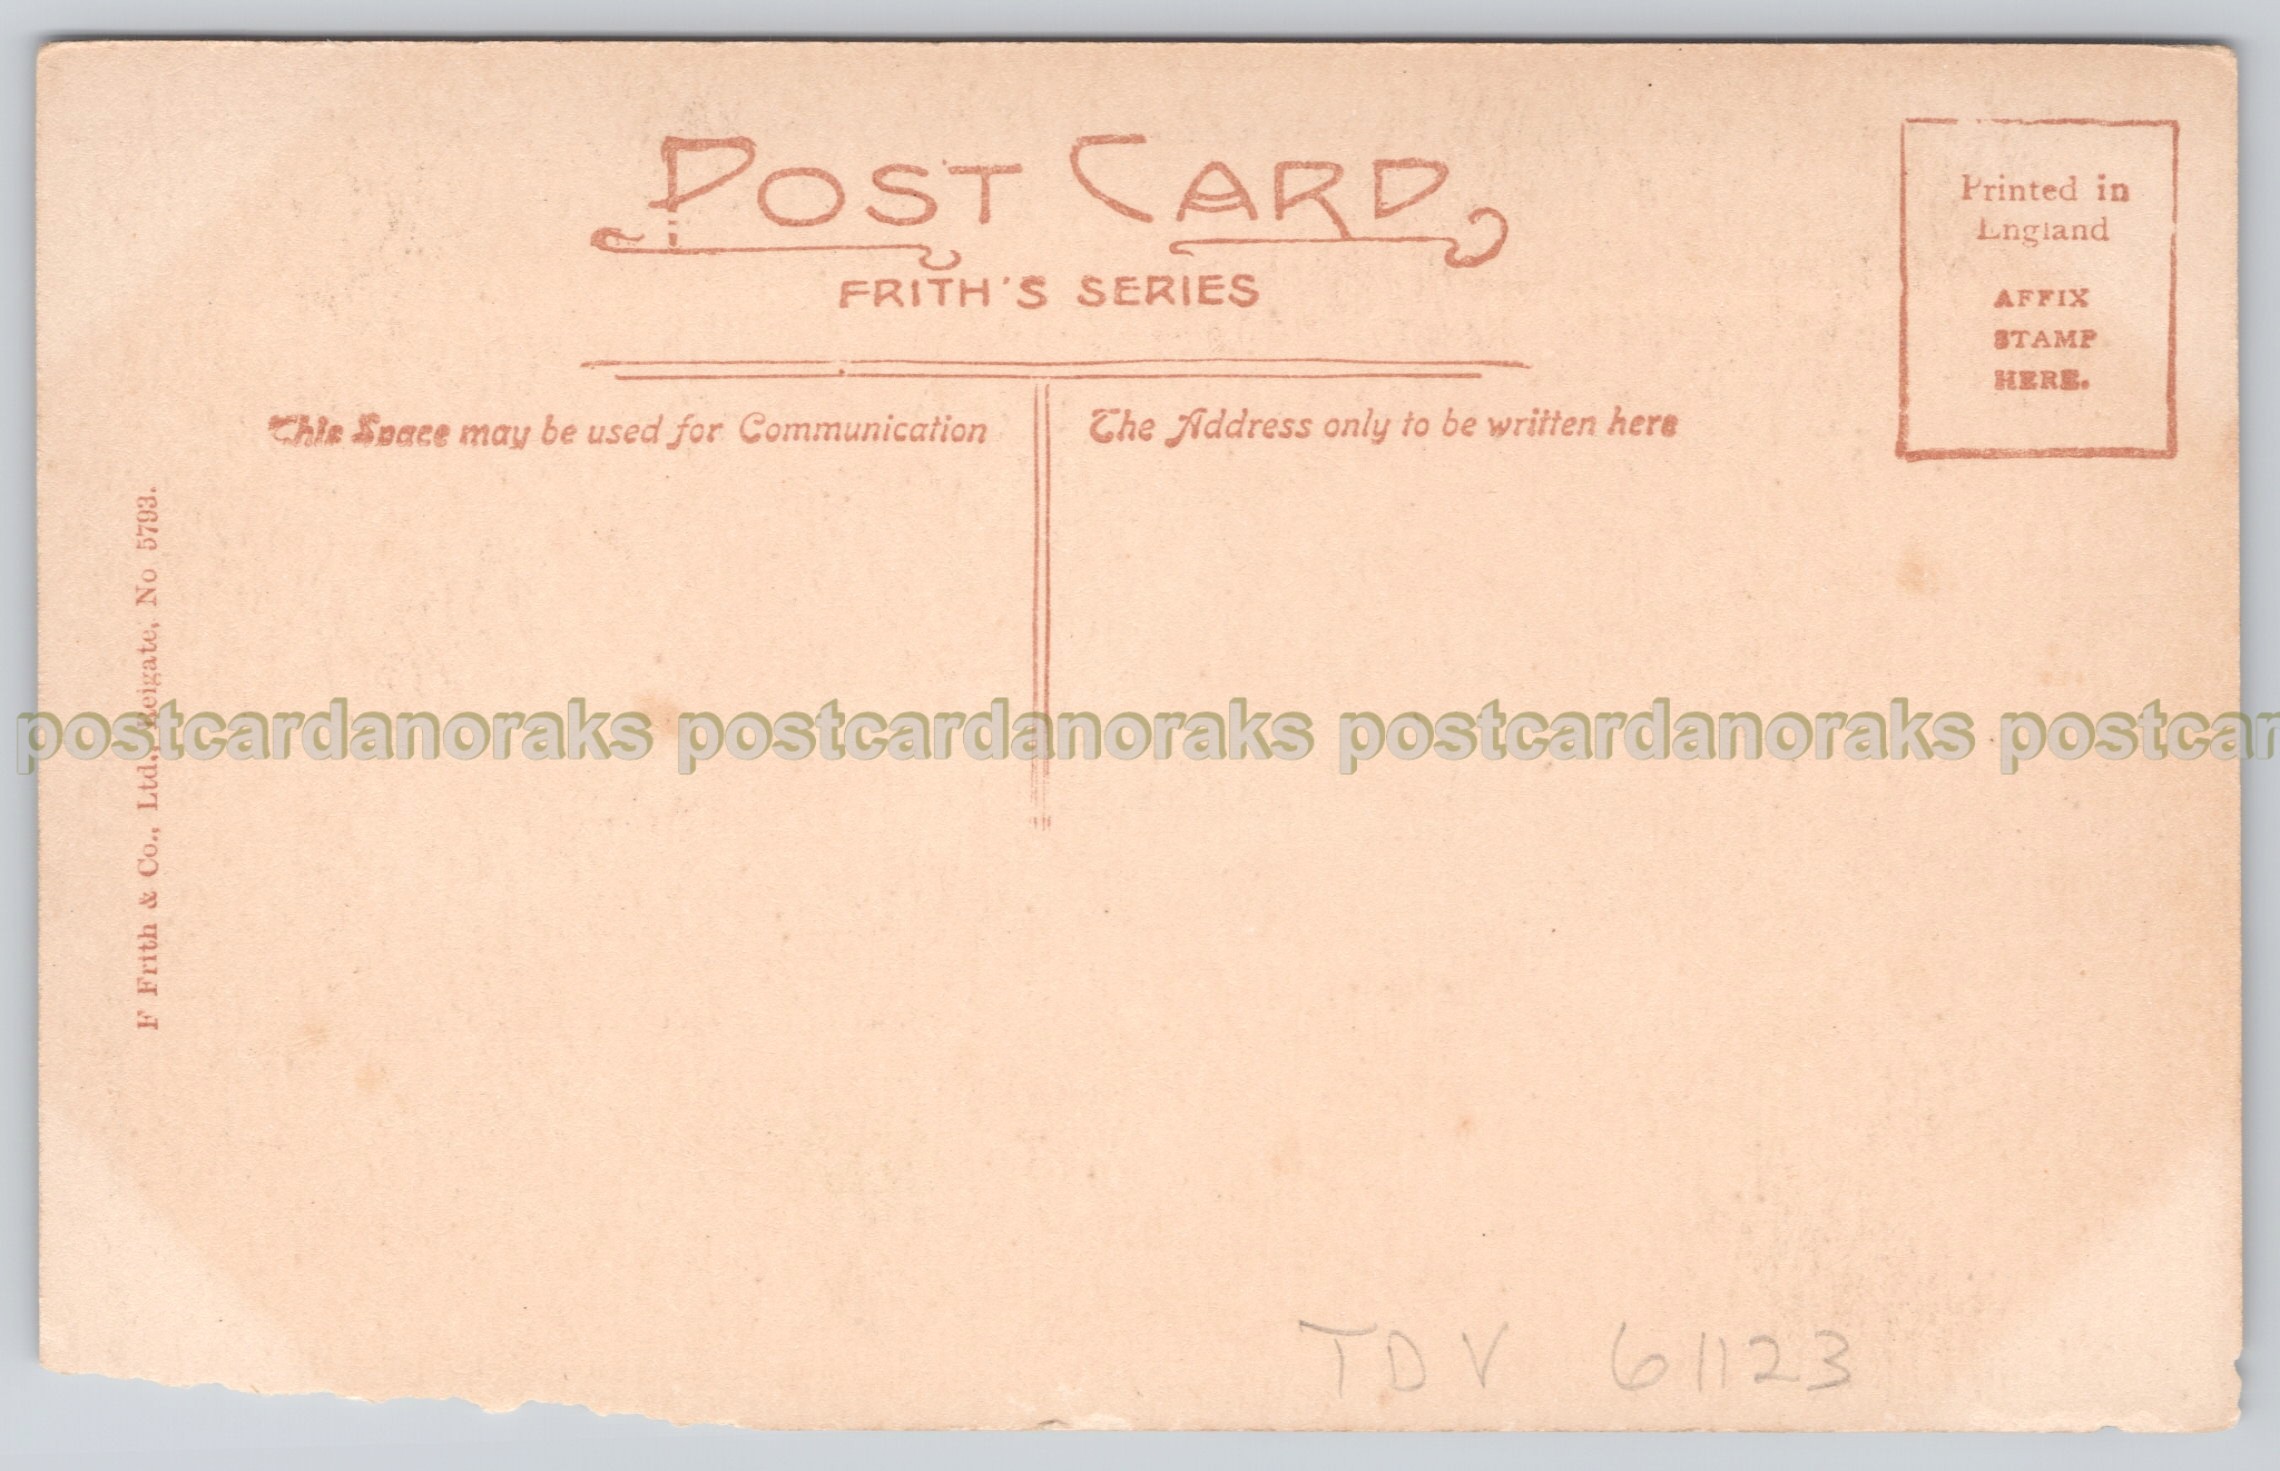 POST CARD
FRITH'S SERIES
Printed in
England
AFFIX
STAMP
HERE.
This Space may be used for Communication
The Address only to be written here
F Frith & Co., Ltd., Reigate, No 5793.
postcardanoraks postcardanoraks postcardanoraks postcar
TDV 61123